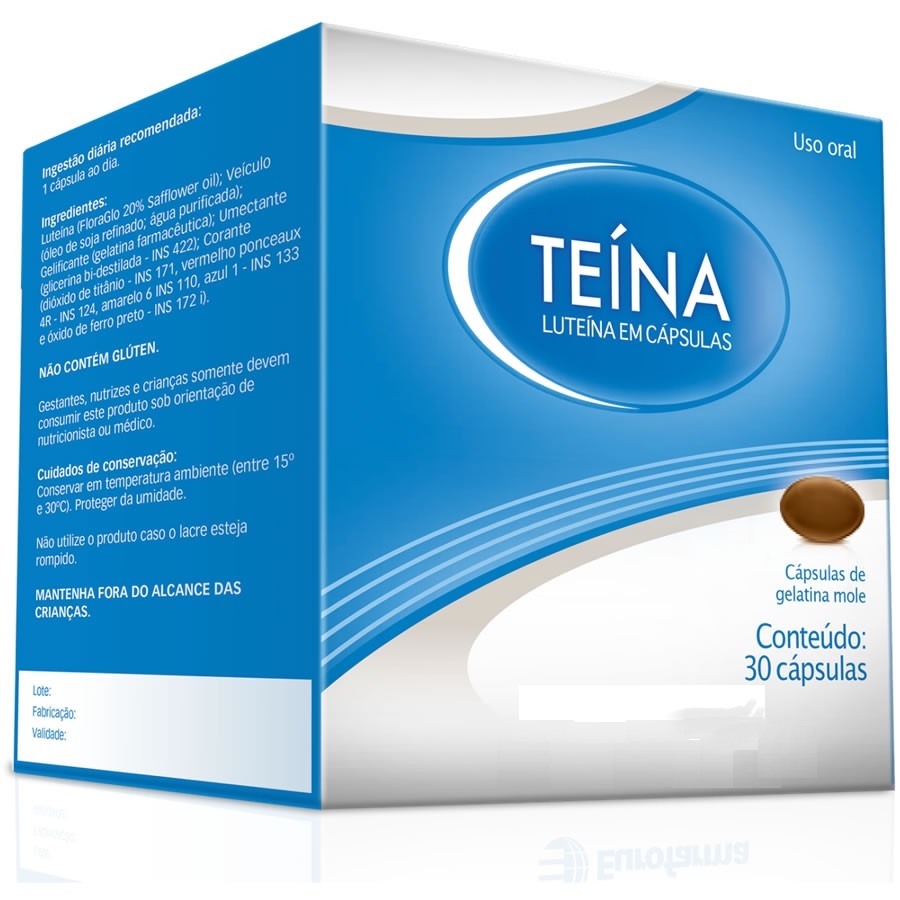 Ingestão diária recomendada:
1 cápsula ao dia.
Ingredientes:
Luteína (FloraGlo 20% Safflower oil); Veículo
(óleo de soja refinado; água purificada);
Gelificante (gelatina farmacêutica); Umectante
(glicerina bi-destilada - INS 422); Corante
(dióxido de titânio - INS 171, vermelho ponceaux
4R - INS 124, amarelo 6 INS 110, azul 1 - INS 133
e óxido de ferro preto - INS 172 i).
NÃO CONTÉM GLÚTEN.
Gestantes, nutrizes e crianças somente devem
consumir este produto sob orientação de
nutricionista ou médico.
Cuidados de conservação:
Conservar em temperatura ambiente (entre 15º
e 30ºC). Proteger da umidade.
Não utilize o produto caso o lacre esteja
rompido.
MANTENHA FORA DO ALCANCE DAS
CRIANÇAS.
Lote:
Fabricação:
Validade:
Uso oral
TEÍNA
LUTEÍNA EM CÁPSULAS
Cápsulas de
gelatina mole
Conteúdo:
30 cápsulas
Eurofarma